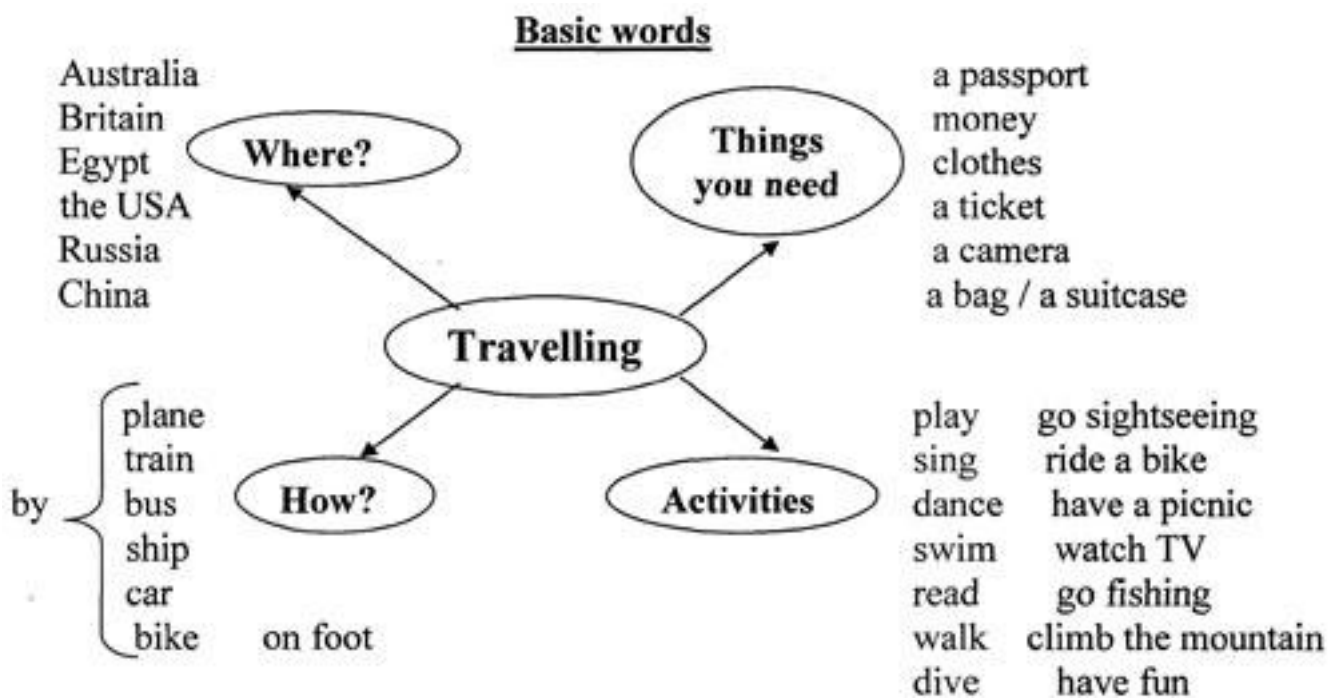 Basic words
Australia
Britain
Egypt
the USA
Russia
China
Where?
Things
you need
a passport
money
clothes
a ticket
a camera
a bag / a suitcase
Travelling
by
plane
train
bus
ship
car
bike on foot
How?
Activities
play go sightseeing
sing ride a bike
dance have a picnic
swim watch TV
read go fishing
walk climb the mountain
dive have fun